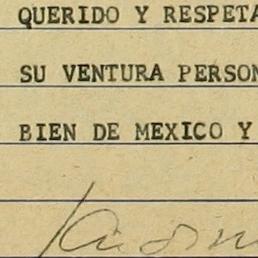 QUERIDO Y RESPETA
SU VENTURA PERSON
BIEN DE MEXICO Y